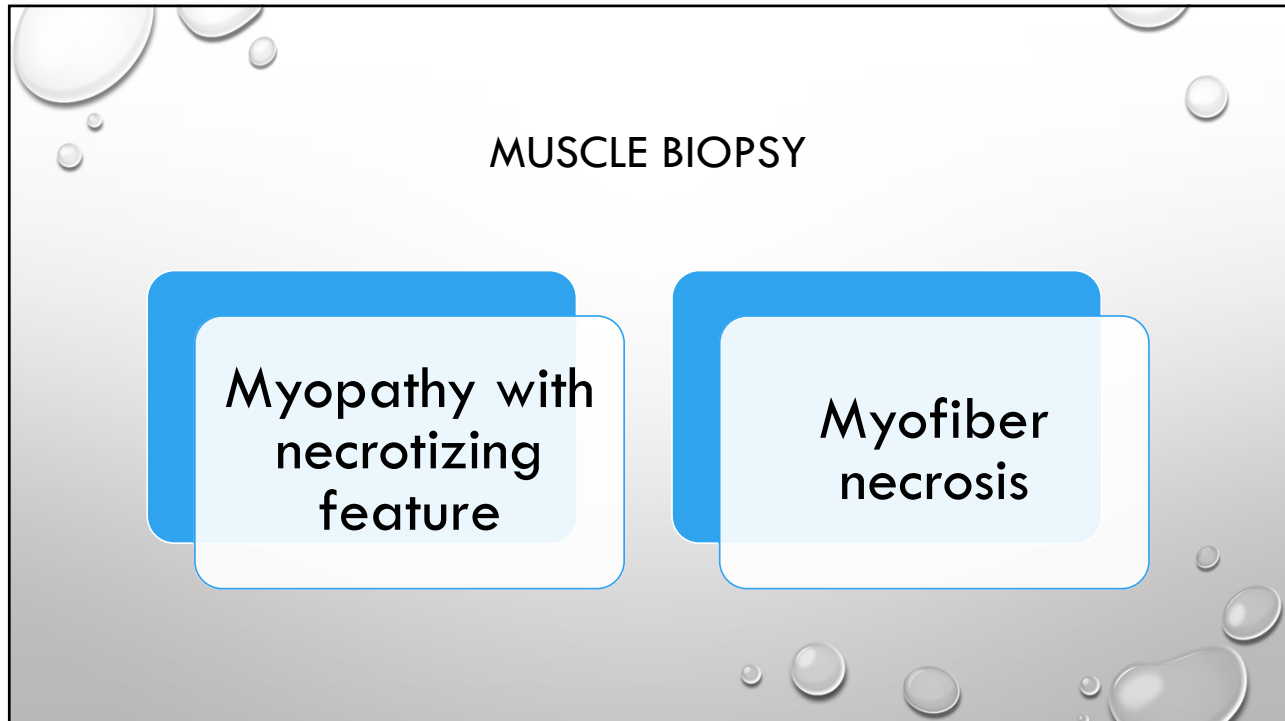 MUSCLE BIOPSY
Myopathy with
necrotizing
feature
Myofiber
necrosis